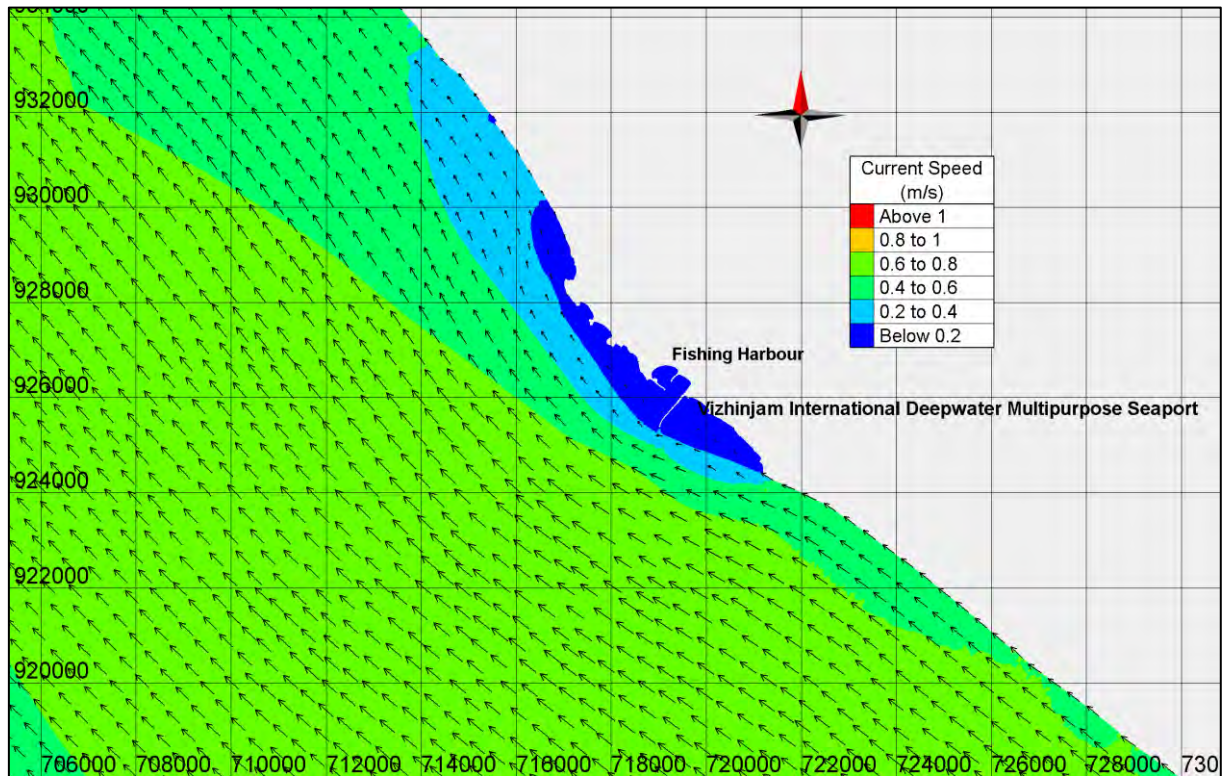 934000
932000
930000
928000
926000
924000
922000
920000
Current Speed
(m/s)
Above 1
0.8 to 1
0.6 to 0.8
0.4 to 0.6
0.2 to 0.4
Below 0.2
Fishing Harbour
Vizhinjam International Deepwater Multipurpose Seaport
706000 708000 710000 712000 714000 716000 718000 720000 722000 724000 726000 728000 730